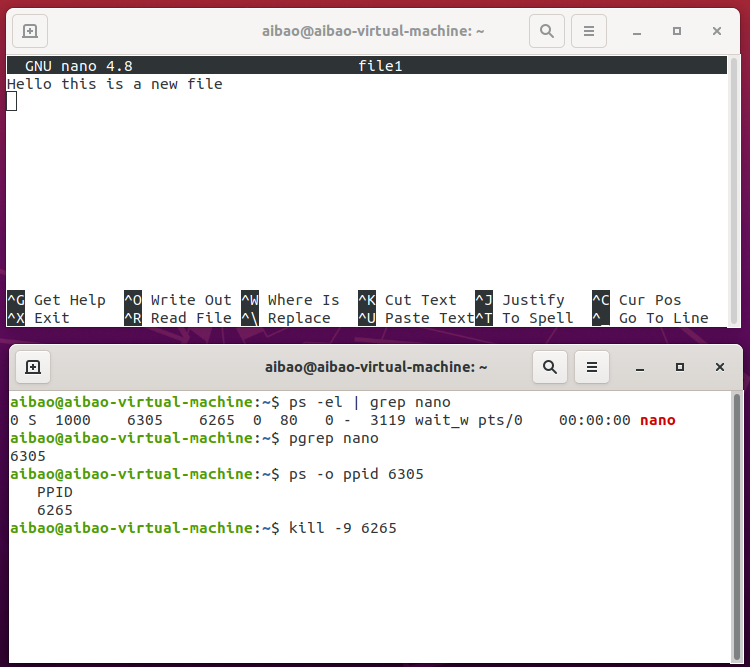 aibao@aibao-virtual-machine: ~
GNU nano 4.8 file1
Hello this is a new file
^G Get Help ^O Write Out ^W Where Is ^K Cut Text ^J Justify ^C Cur Pos
^X Exit ^R Read File ^\ Replace ^U Paste Text ^T To Spell ^_ Go To Line
aibao@aibao-virtual-machine: ~
aibao@aibao-virtual-machine:~$ ps -el | grep nano
0 S 1000 6305 6265 0 80 0 - 3119 wait_w pts/0 00:00:00 nano
aibao@aibao-virtual-machine:~$ pgrep nano
6305
aibao@aibao-virtual-machine:~$ ps -o ppid 6305
PPID
6265
aibao@aibao-virtual-machine:~$ kill -9 6265